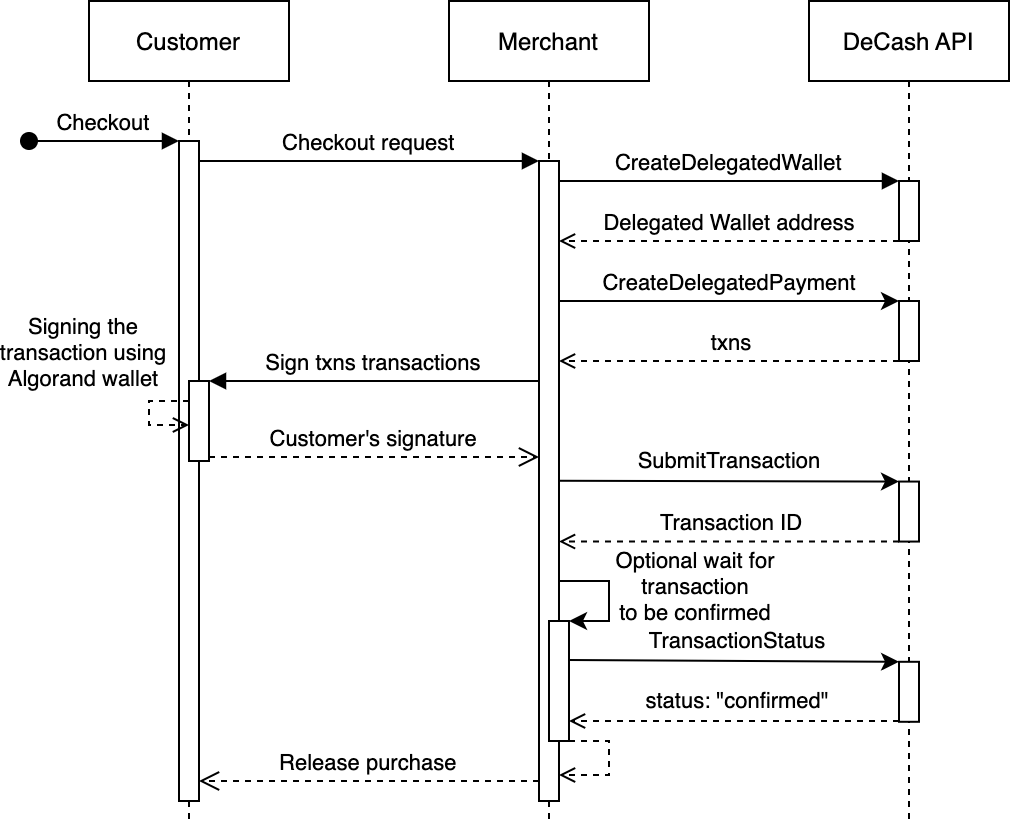 Customer
Merchant
DeCash API
Checkout
Checkout request
CreateDelegatedWallet
Delegated Wallet address
CreateDelegatedPayment
txns
Signing the
transaction using
Algorand wallet
Sign txns transactions
Customer's signature
SubmitTransaction
Transaction ID
Optional wait for
transaction
to be confirmed
TransactionStatus
status: "confirmed"
Release purchase